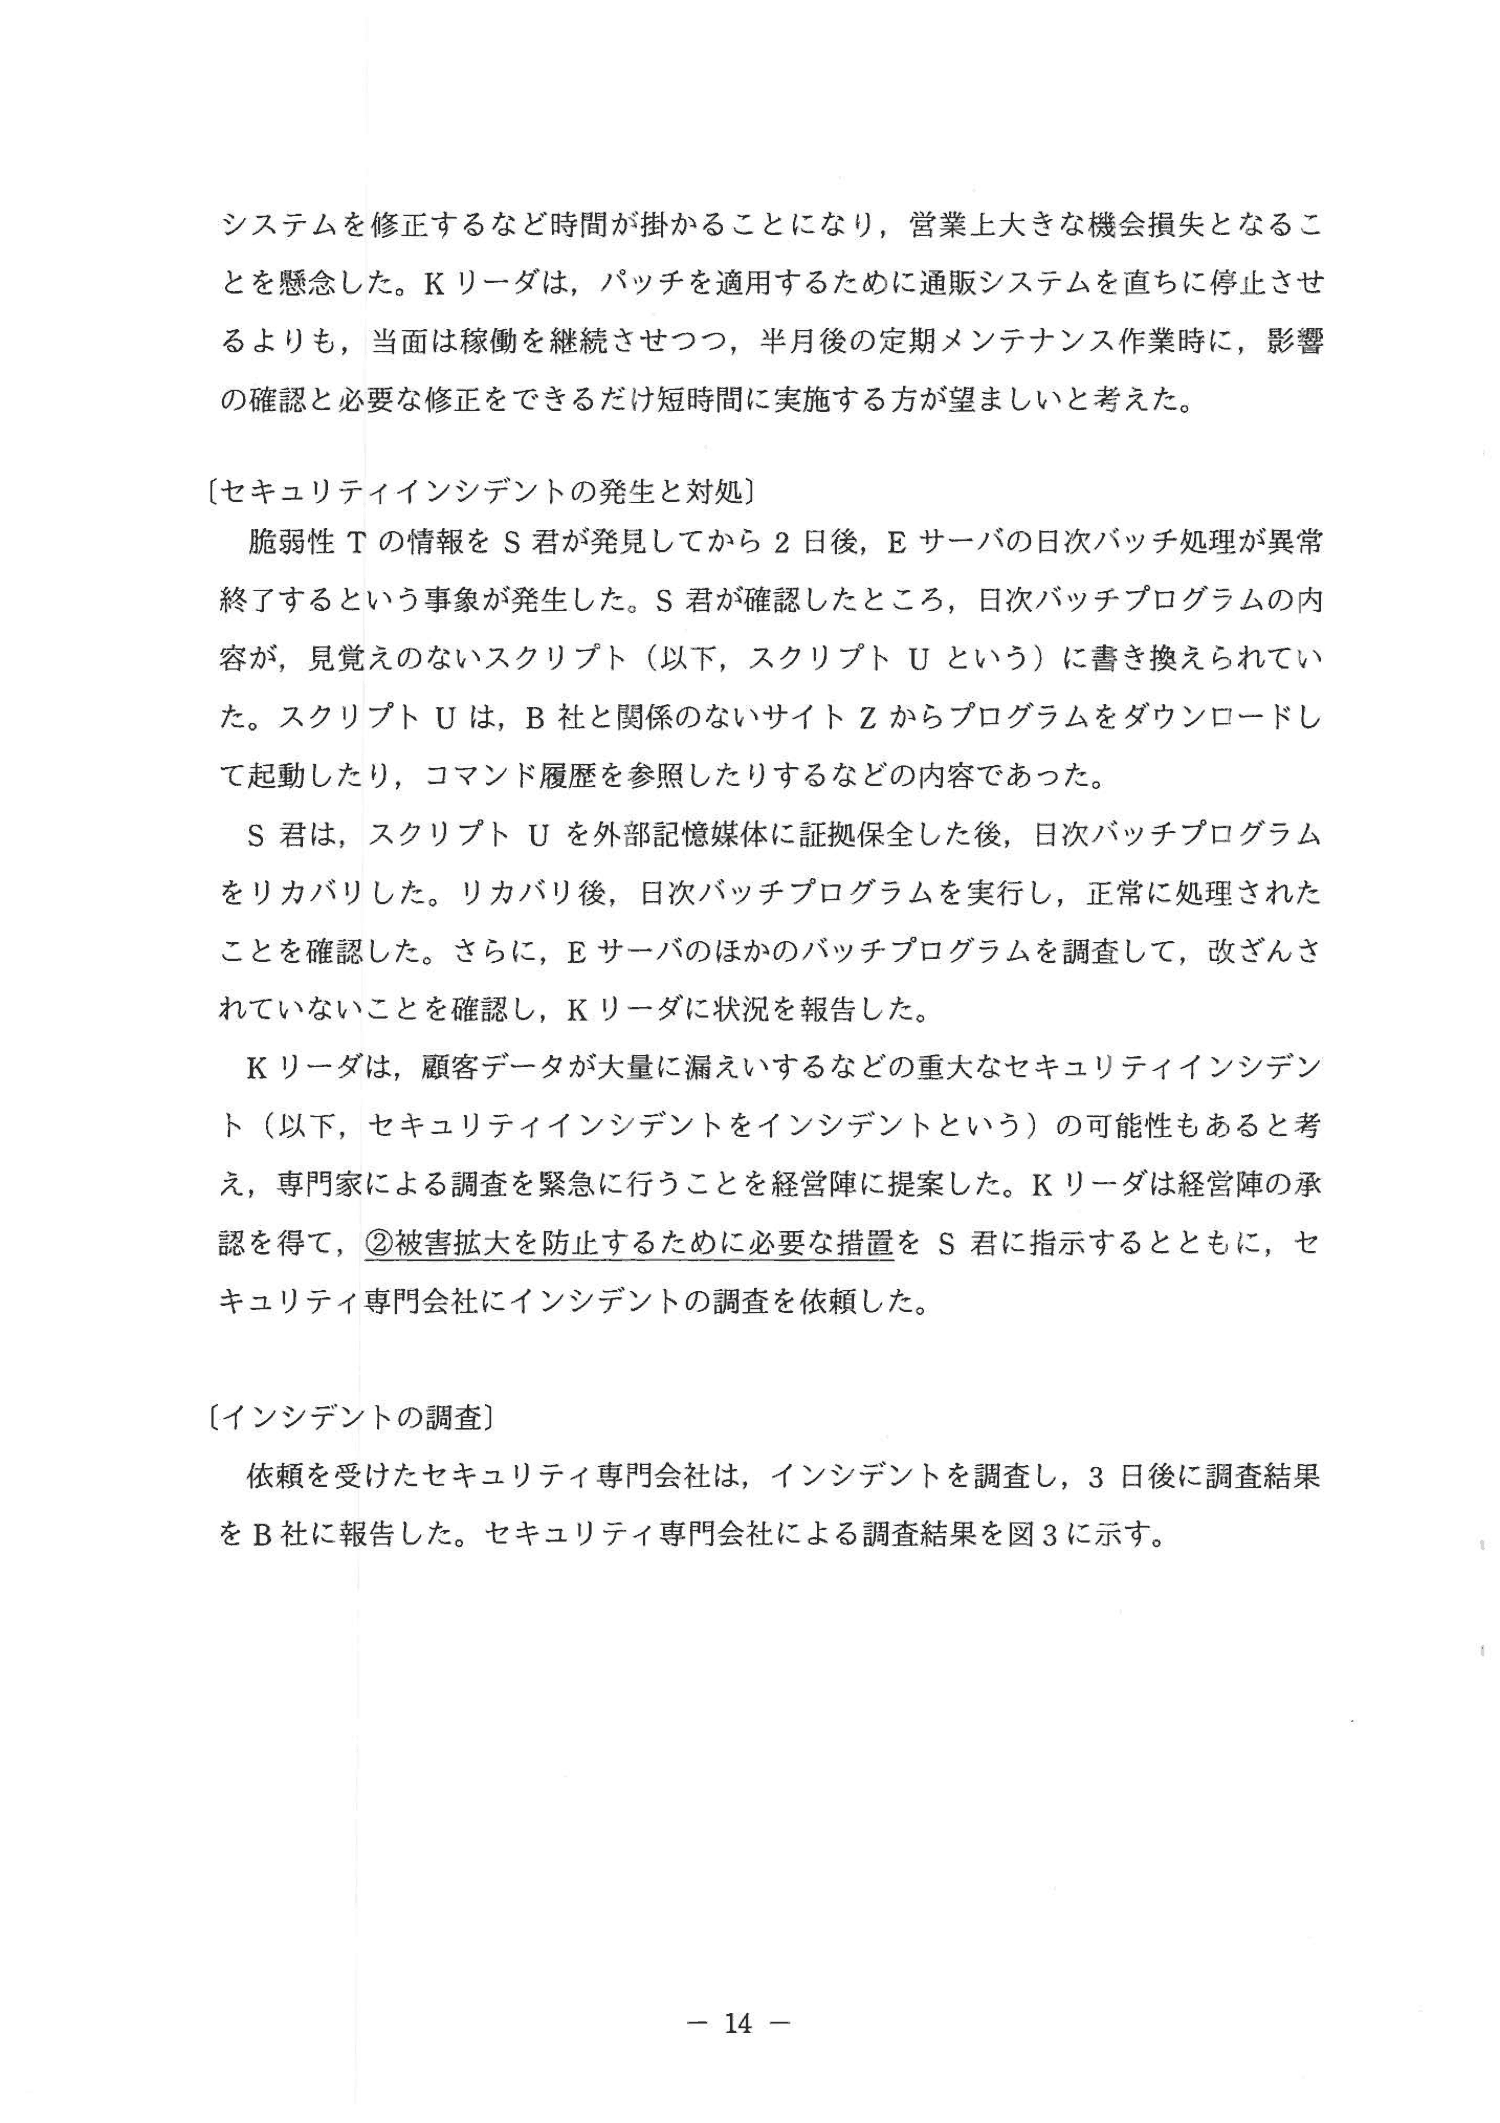 システムを修正するなど時間が掛かることになり，営業上大きな機会損失となるこ
とを懸念した。K リーダは，パッチを適用するために通販システムを直ちに停止させ
るよりも，当面は稼働を継続させつつ，半月後の定期メンテナンス作業時に，影響
の確認と必要な修正をできるだけ短時間に実施する方が望ましいと考えた。
〔セキュリティインシデントの発生と対処〕
脆弱性 T の情報を S 君が発見してから 2 日後，E サーバの日次バッチ処理が異常
終了するという事象が発生した。S 君が確認したところ，日次バッチプログラムの内
容が，見覚えのないスクリプト（以下，スクリプト U という）に書き換えられてい
た。スクリプト U は，B 社と関係のないサイト Z からプログラムをダウンロードし
て起動したり，コマンド履歴を参照したりするなどの内容であった。
S 君は，スクリプト U を外部記憶媒体に証拠保全した後，日次バッチプログラム
をリカバリした。リカバリ後，日次バッチプログラムを実行し，正常に処理された
ことを確認した。さらに，E サーバのほかのバッチプログラムを調査して，改ざんさ
れていないことを確認し，K リーダに状況を報告した。
K リーダは，顧客データが大量に漏えいするなどの重大なセキュリティインシデン
ト（以下，セキュリティインシデントをインシデントという）の可能性もあると考
え，専門家による調査を緊急に行うことを経営陣に提案した。K リーダは経営陣の承
認を得て，②被害拡大を防止するために必要な措置を S 君に指示するとともに，セ
キュリティ専門会社にインシデントの調査を依頼した。
〔インシデントの調査〕
依頼を受けたセキュリティ専門会社は，インシデントを調査し，3 日後に調査結果
を B 社に報告した。セキュリティ専門会社による調査結果を図 3 に示す。
－ 14 －